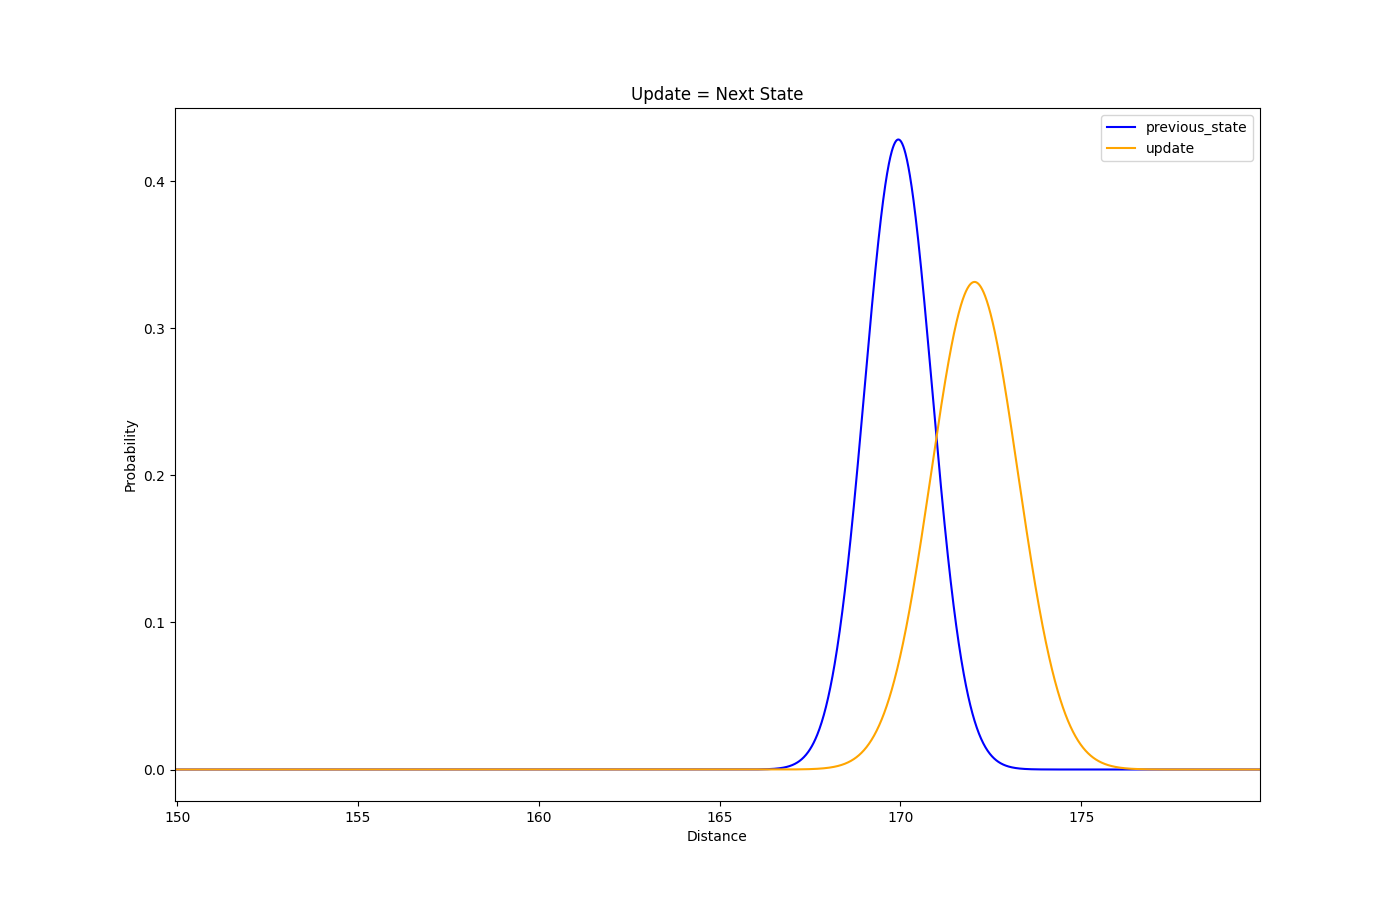 Update = Next State
previous_state
update
0.4
0.3
0.2
0.1
0.0
Probability
150 155 160 165 170 175
Distance